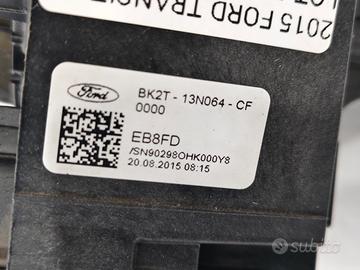 2015 FORD TRANSIT
Ford
BK2T - 13N064 - CF
0000
EB8FD
/SN90298OHK000Y8
20.08.2015 08:15
subito